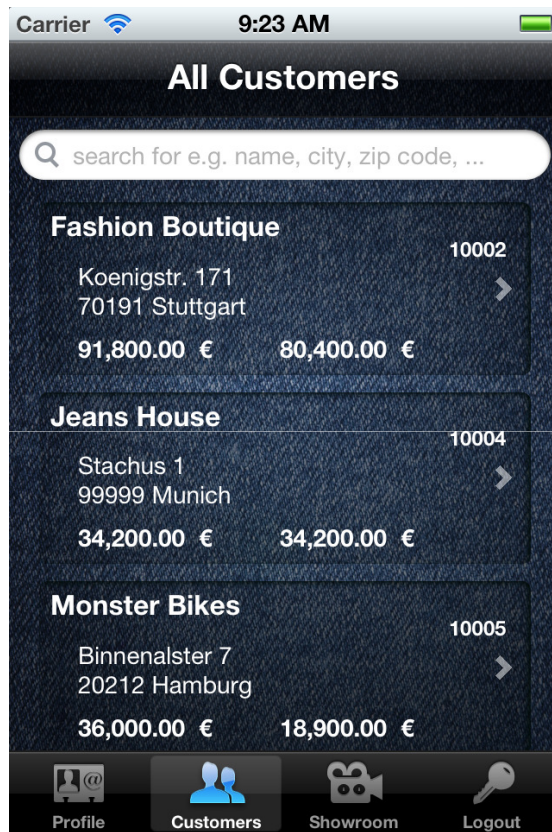 Carrier 9:23 AM
All Customers
search for e.g. name, city, zip code, ...
Fashion Boutique
10002
Koenigstr. 171
70191 Stuttgart
91,800.00 € 80,400.00 €
Jeans House
10004
Stachus 1
99999 Munich
34,200.00 € 34,200.00 €
Monster Bikes
10005
Binnenalster 7
20212 Hamburg
36,000.00 € 18,900.00 €
@
Profile Customers Showroom Logout